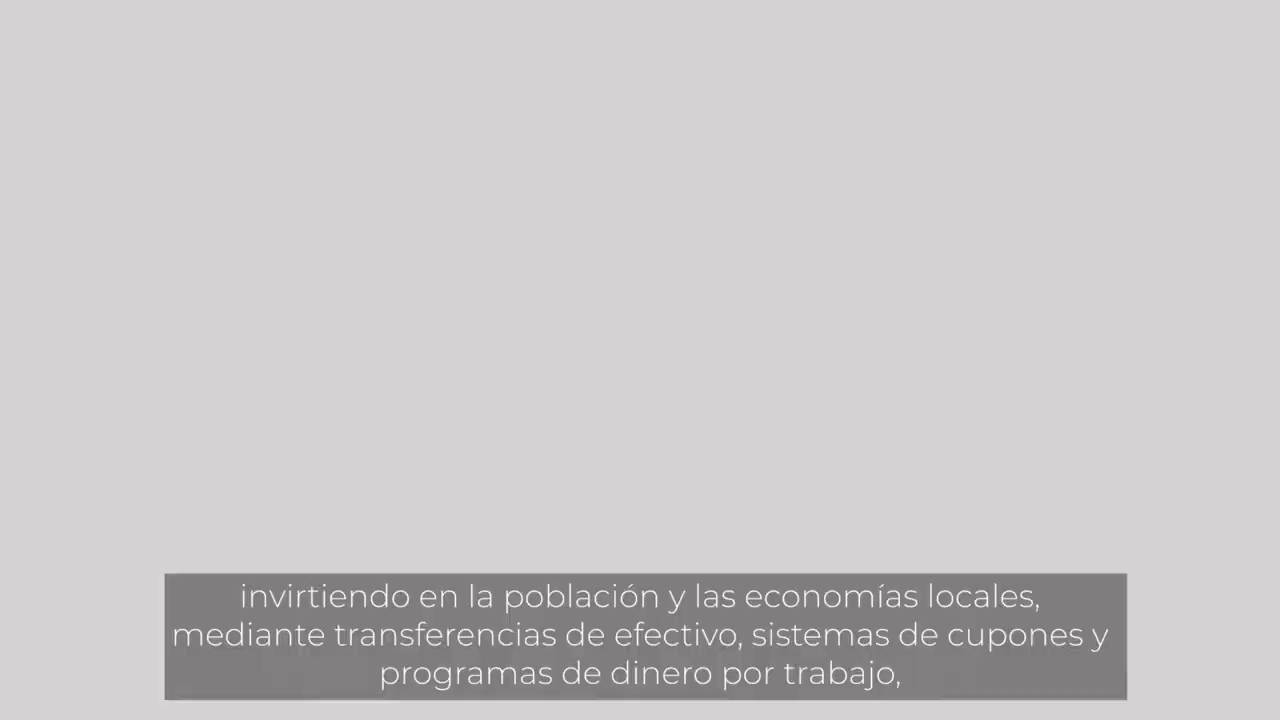 invirtiendo en la población y las economías locales,
mediante transferencias de efectivo, sistemas de cupones y
programas de dinero por trabajo,